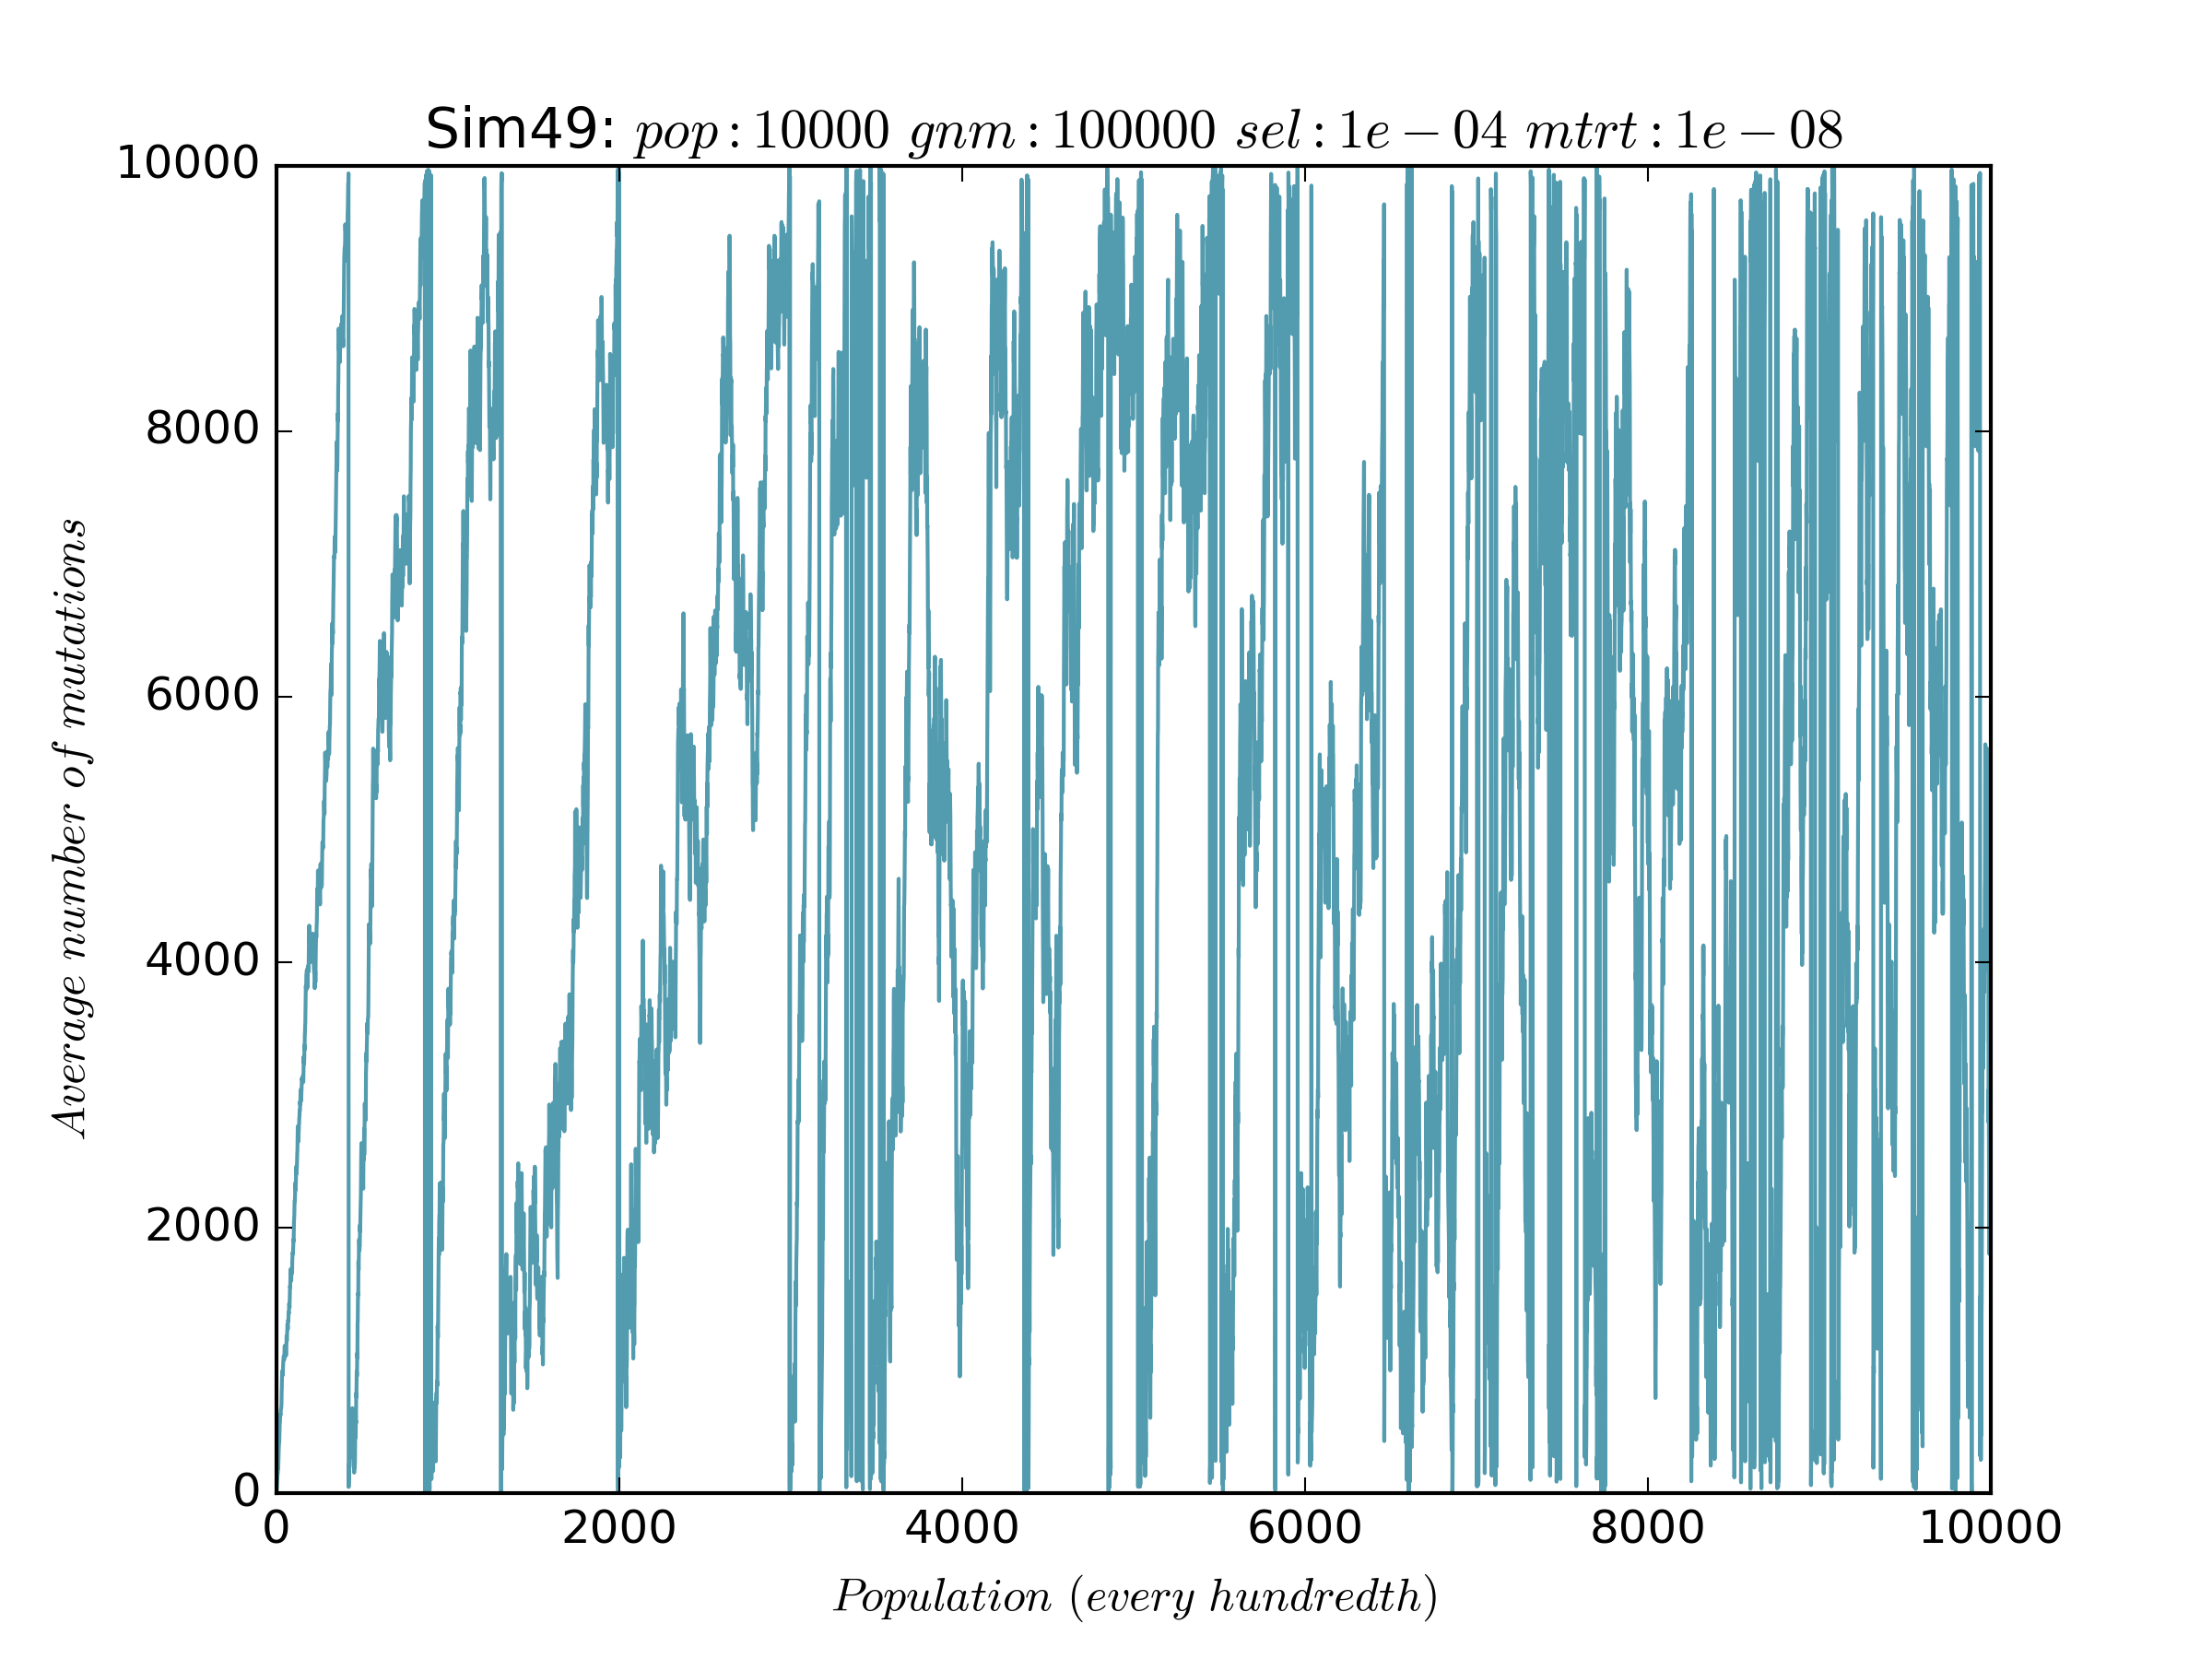 Sim49: pop : 10000 gnm : 100000 sel : 1e − 04 mtrt : 1e − 08
10000
8000
6000
4000
2000
0
Average number of mutations
0 2000 4000 6000 8000 10000
Population (every hundredth)